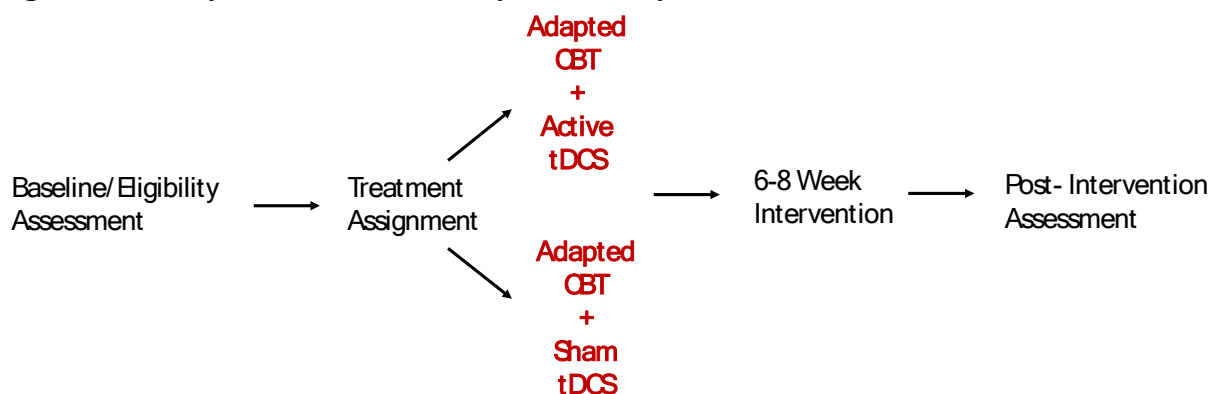 Adapted
CBT
+
Active
tDCS
Baseline/ Eligibility
Assessment
Treatment
Assignment
6-8 Week
Intervention
Post- Intervention
Assessment
Adapted
CBT
+
Sham
tDCS